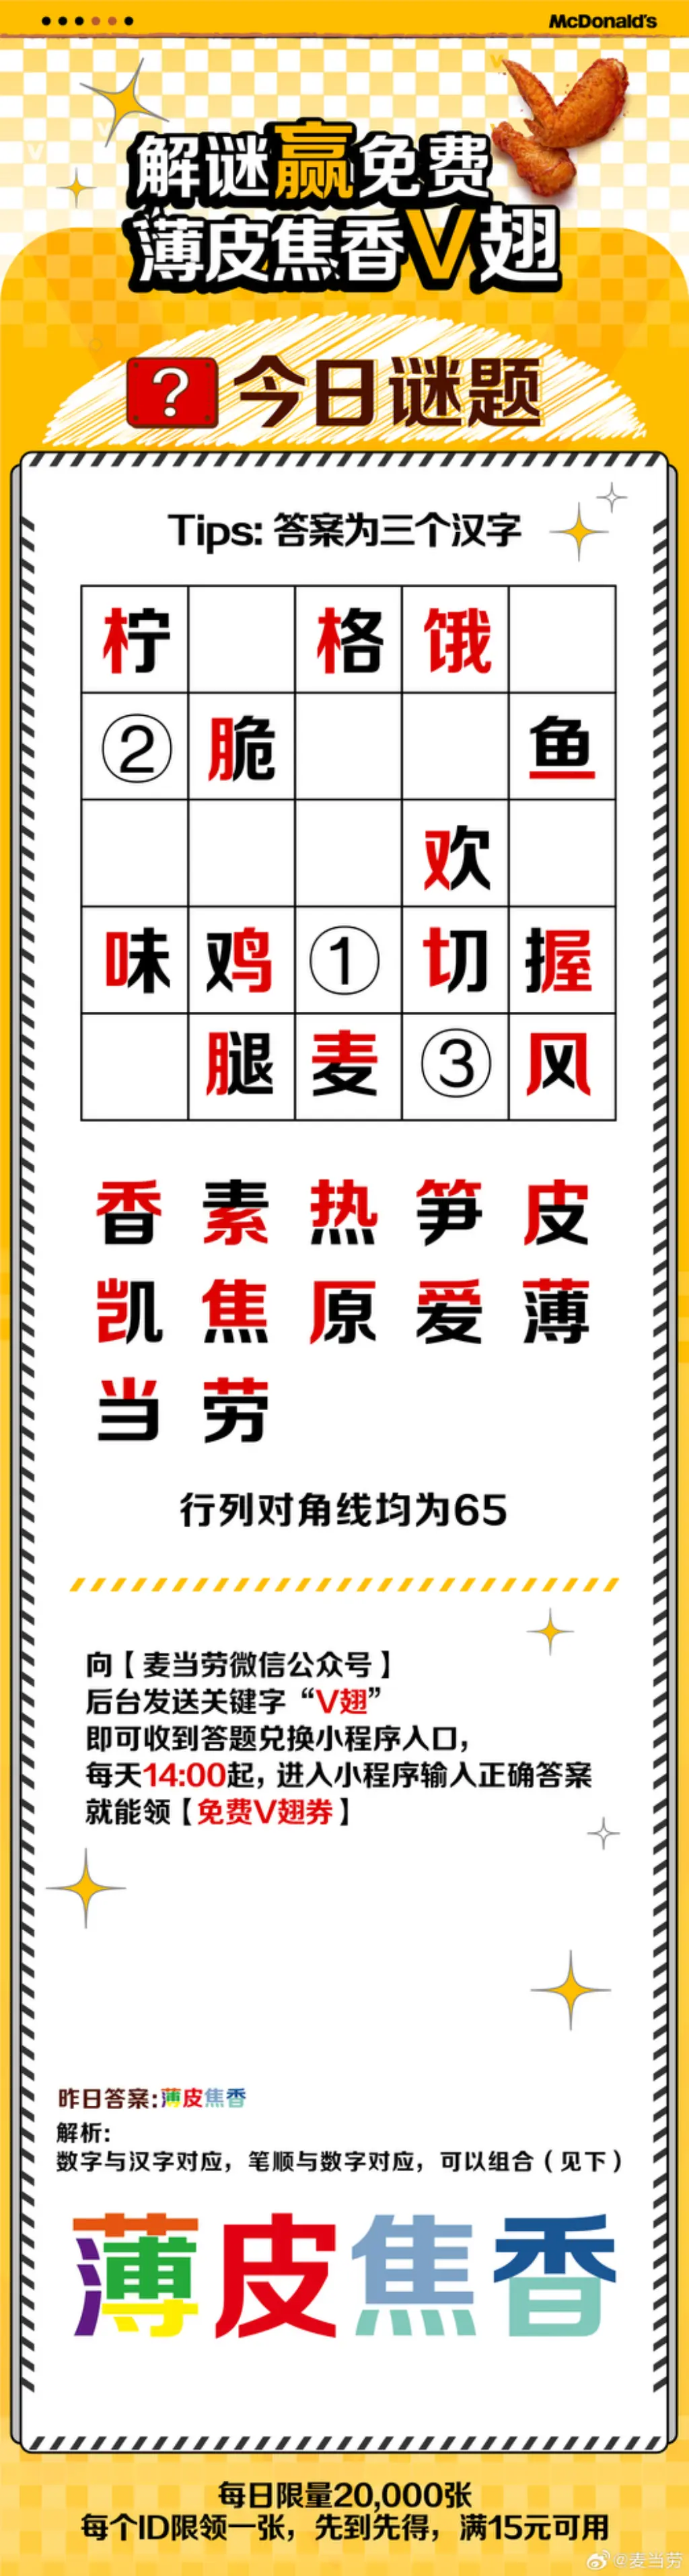 McDonald's
解谜赢免费
薄皮焦香V翅
? 今日谜题
Tips: 答案为三个汉字
柠 格 饿
② 脆 鱼
欢
味 鸡 ① 切 握
腿 麦 ③ 风
香 素 热 笋 皮
凯 焦 原 爱 薄
当 劳
行列对角线均为65
向【麦当劳微信公众号】
后台发送关键字“V翅”
即可收到答题兑换小程序入口，
每天14:00起，进入小程序输入正确答案
就能领【免费V翅券】
昨日答案:薄皮焦香
解析:
数字与汉字对应，笔顺与数字对应，可以组合（见下）
薄皮焦香
每日限量20,000张
每个ID限领一张，先到先得，满15元可用
@麦当劳